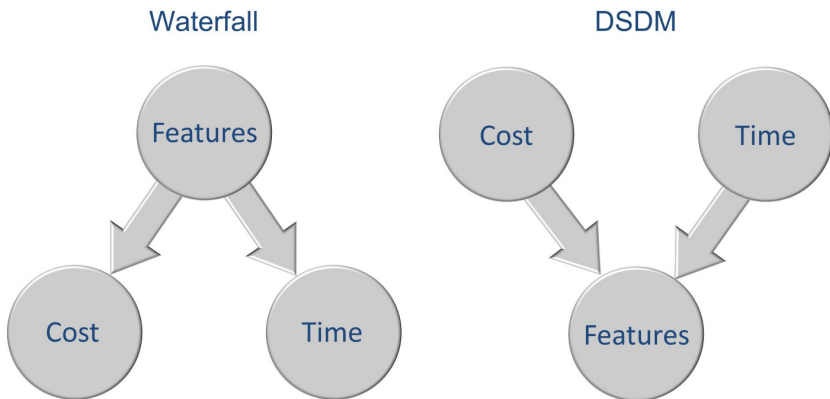 Waterfall
Features
Cost
Time
DSDM
Cost
Time
Features